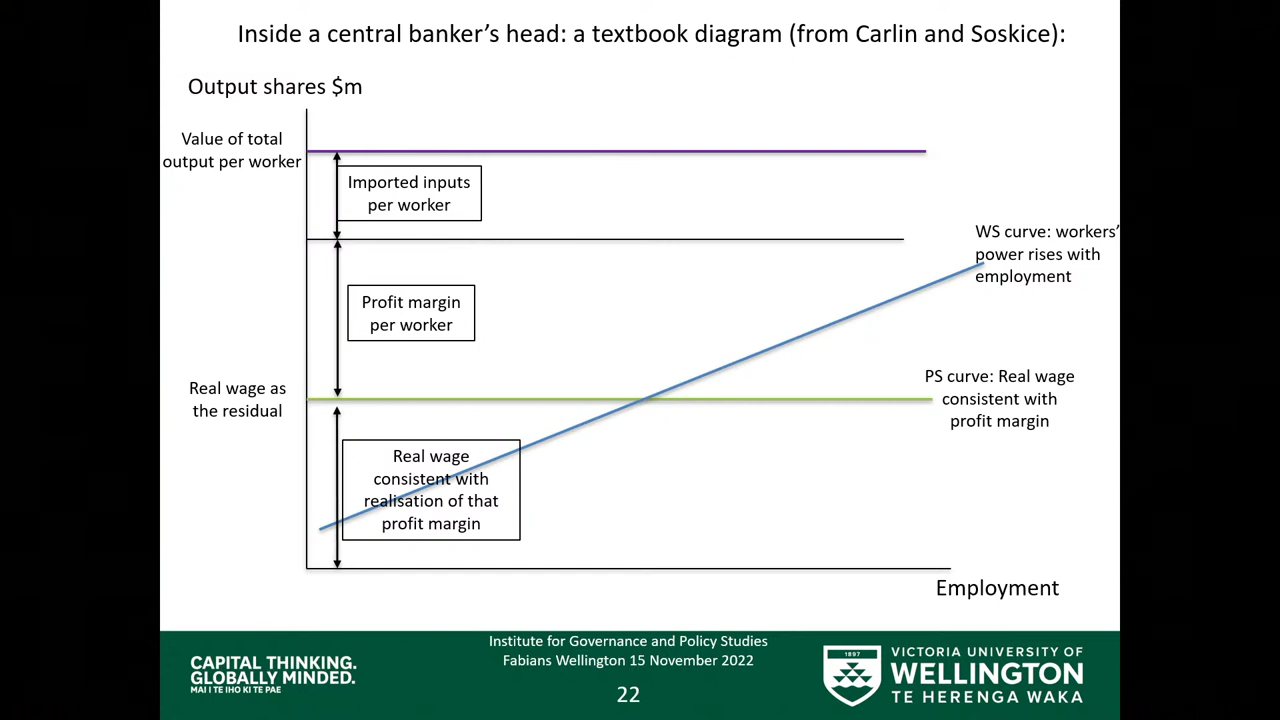 Inside a central banker’s head: a textbook diagram (from Carlin and Soskice):
Output shares $m
Value of total
output per worker
Imported inputs
per worker
WS curve: workers’
power rises with
employment
Profit margin
per worker
Real wage as
the residual
PS curve: Real wage
consistent with
profit margin
Real wage
consistent with
realisation of that
profit margin
Employment
CAPITAL THINKING.
GLOBALLY MINDED.
MAI I TE IHO KI TE PAE
Institute for Governance and Policy Studies
Fabians Wellington 15 November 2022
22
1897
VICTORIA UNIVERSITY OF
WELLINGTON
TE HERENGA WAKA